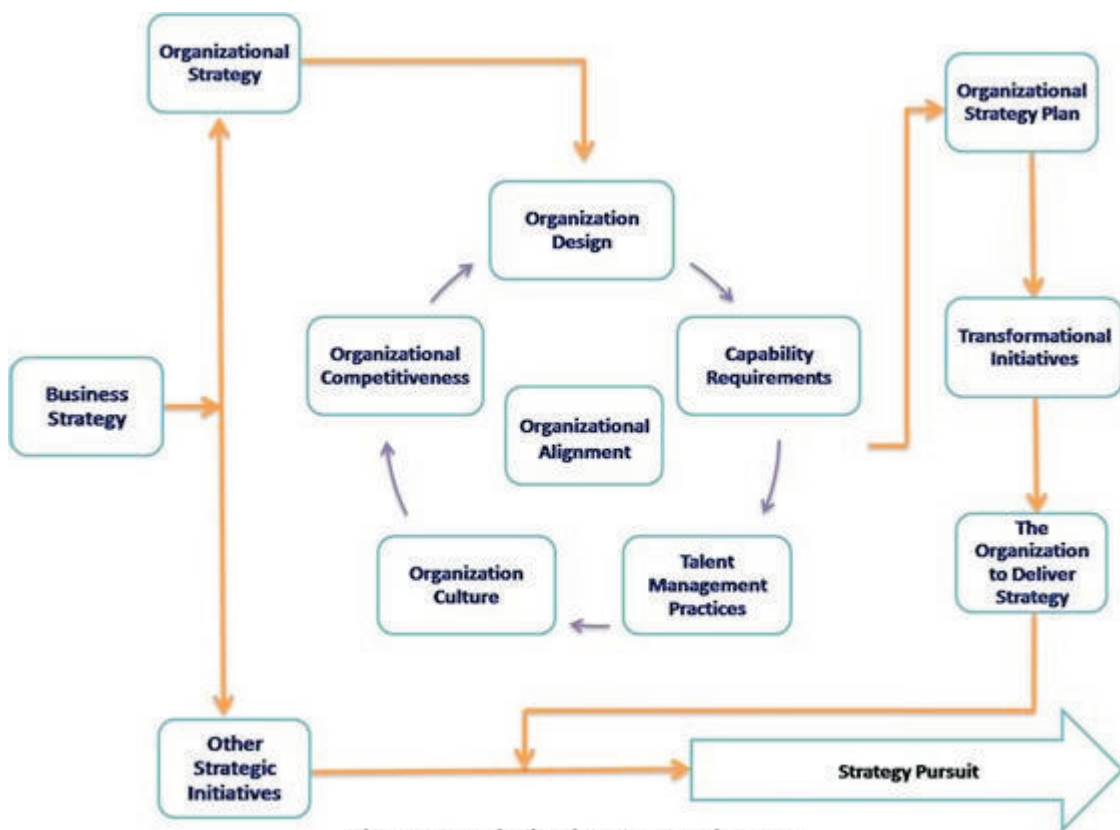 Organizational
Strategy
Organizational
Strategy Plan
Organization
Design
Organizational
Competitiveness
Capability
Requirements
Transformational
Initiatives
Business
Strategy
Organizational
Alignment
Organization
Culture
Talent
Management
Practices
The
Organization
to Deliver
Strategy
Other
Strategic
Initiatives
Strategy Pursuit